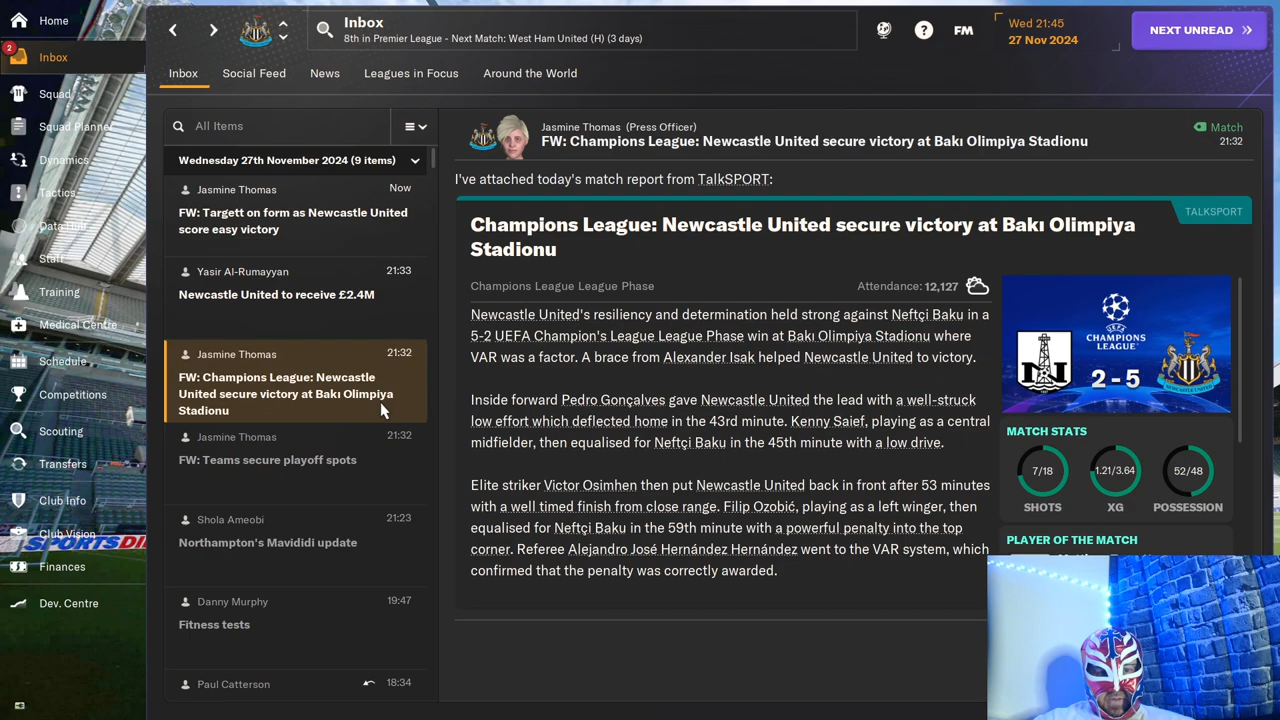 Home
2
Inbox
Squad
Squad Planner
Dynamics
Tactics
Data Hub
Staff
Training
Medical Centre
Schedule
Competitions
Scouting
Transfers
Club Info
Club Vision
SPORTS DI
Finances
Dev. Centre
Inbox
8th in Premier League - Next Match: West Ham United (H) (3 days)
?
FM
Wed 21:45
27 Nov 2024
NEXT UNREAD
Inbox
Social Feed
News
Leagues in Focus
Around the World
All Items
Wednesday 27th November 2024 (9 items)
Jasmine Thomas
Now
FW: Targett on form as Newcastle United
score easy victory
Yasir Al-Rumayyan
21:33
Newcastle United to receive £2.4M
Jasmine Thomas
21:32
FW: Champions League: Newcastle
United secure victory at Bakı Olimpiya
Stadionu
Jasmine Thomas
21:32
FW: Teams secure playoff spots
Shola Ameobi
21:23
Northampton's Mavididi update
Danny Murphy
19:47
Fitness tests
Paul Catterson
18:34
Jasmine Thomas (Press Officer)
FW: Champions League: Newcastle United secure victory at Bakı Olimpiya Stadionu
Match
21:32
I've attached today's match report from TalkSPORT:
TALKSPORT
Champions League: Newcastle United secure victory at Bakı Olimpiya
Stadionu
Champions League League Phase
Attendance: 12,127
Newcastle United's resiliency and determination held strong against Neftçi Baku in a
5-2 UEFA Champion's League League Phase win at Bakı Olimpiya Stadionu where
VAR was a factor. A brace from Alexander Isak helped Newcastle United to victory.
Inside forward Pedro Gonçalves gave Newcastle United the lead with a well-struck
low effort which deflected home in the 43rd minute. Kenny Saief, playing as a central
midfielder, then equalised for Neftçi Baku in the 45th minute with a low drive.
Elite striker Victor Osimhen then put Newcastle United back in front after 53 minutes
with a well timed finish from close range. Filip Ozobić, playing as a left winger, then
equalised for Neftçi Baku in the 59th minute with a powerful penalty into the top
corner. Referee Alejandro José Hernández Hernández went to the VAR system, which
confirmed that the penalty was correctly awarded.
UEFA
CHAMPIONS
LEAGUE
2-5
MATCH STATS
7/18
1.21/3.64
52/48
SHOTS
XG
POSSESSION
PLAYER OF THE MATCH